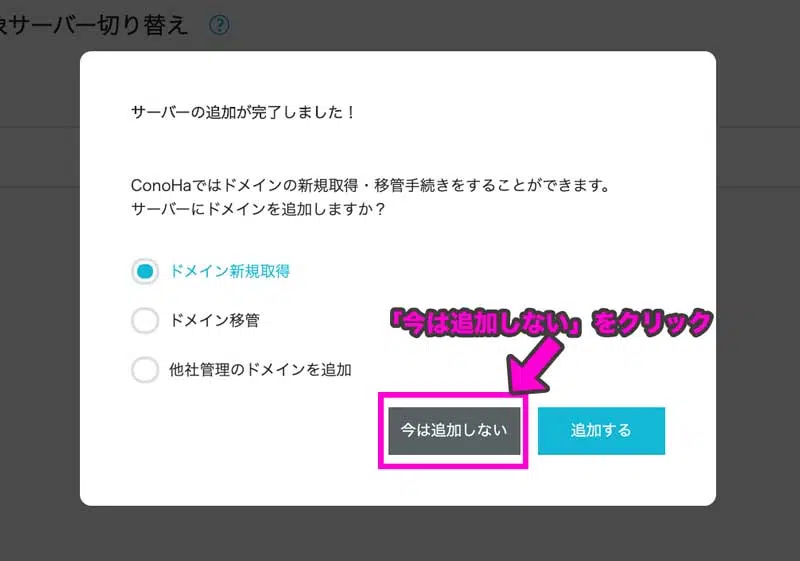 サーバー切り替え ?
サーバーの追加が完了しました！
ConoHaではドメインの新規取得・移管手続きをすることができます。
サーバーにドメインを追加しますか？
ドメイン新規取得
ドメイン移管
「今は追加しない」をクリック
他社管理のドメインを追加
今は追加しない
追加する